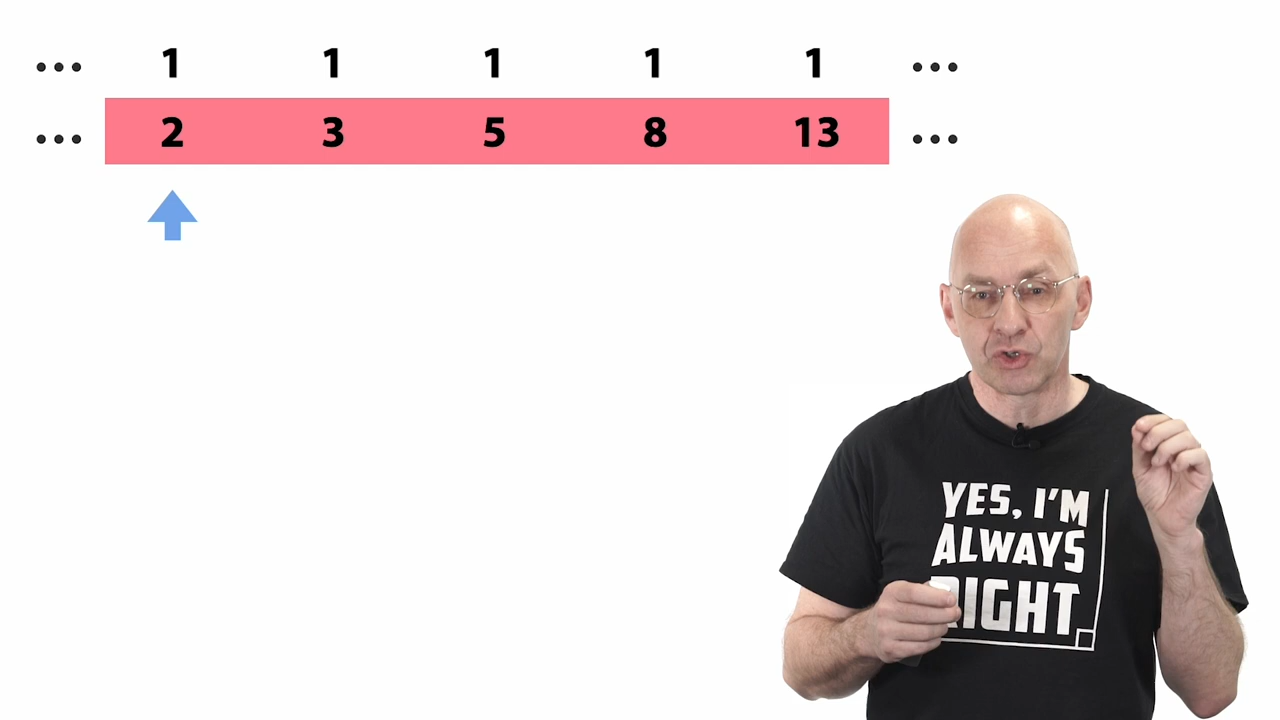 ... 1 1 1 1 1 ...
... 2 3 5 8 13 ...
YES, I'M
ALWAYS
RIGHT